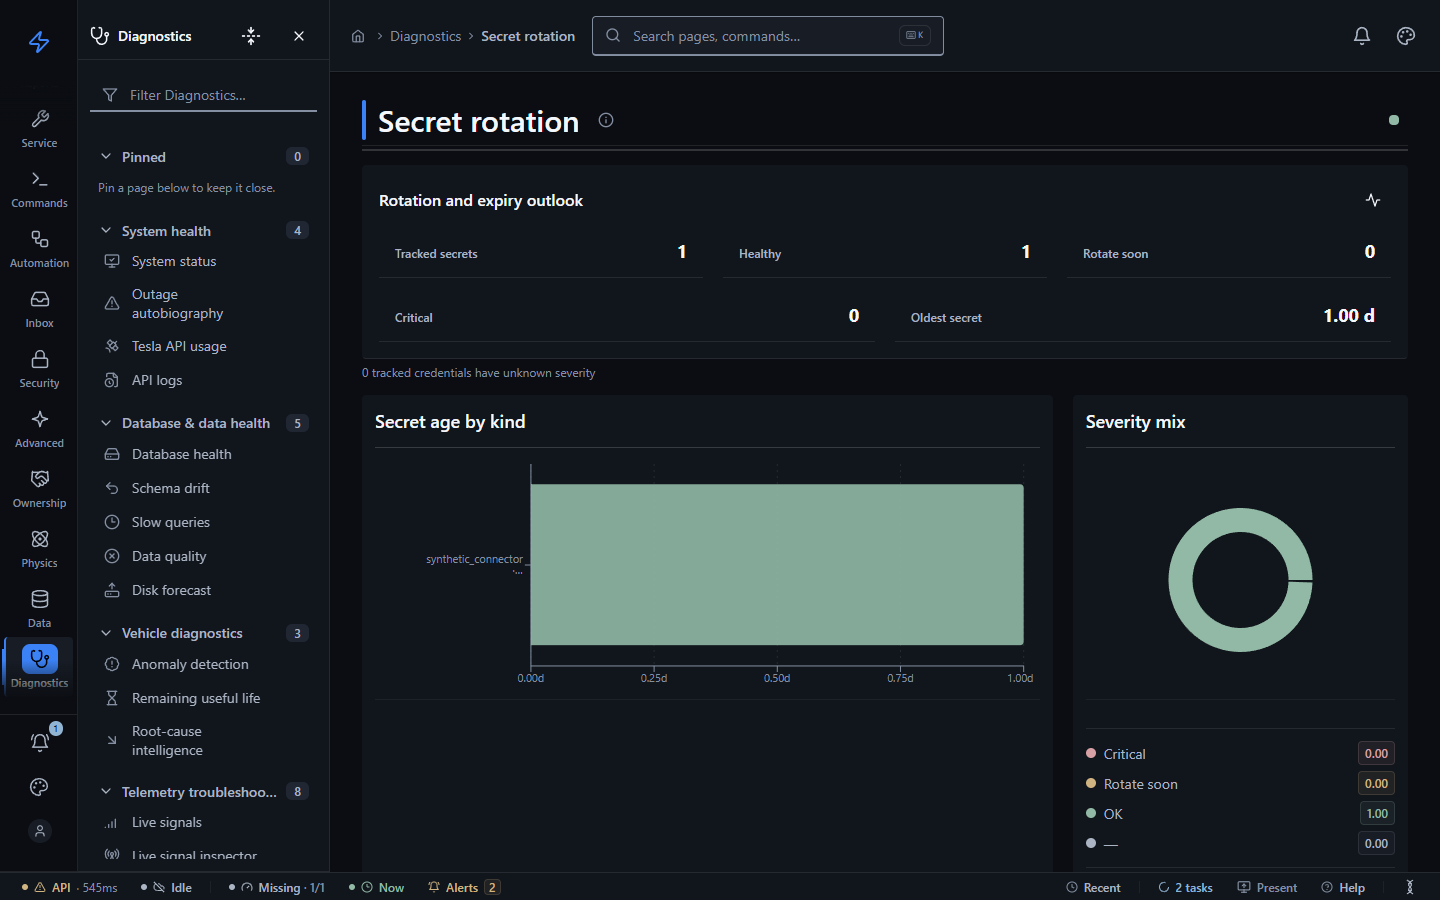 Diagnostics
Diagnostics
Secret rotation
Search pages, commands...
K
Service
Commands
Automation
Inbox
Security
Advanced
Ownership
Physics
Data
Diagnostics
1
Filter Diagnostics...
Pinned 0
Pin a page below to keep it close.
System health 4
System status
Outage
autobiography
Tesla API usage
API logs
Database & data health 5
Database health
Schema drift
Slow queries
Data quality
Disk forecast
Vehicle diagnostics 3
Anomaly detection
Remaining useful life
Root-cause
intelligence
Telemetry troubleshoo... 8
Live signals
Live signal inspector
Secret rotation
Rotation and expiry outlook
Tracked secrets 1
Healthy 1
Rotate soon 0
Critical 0
Oldest secret 1.00 d
0 tracked credentials have unknown severity
Secret age by kind
synthetic_connector
·...
0.00d 0.25d 0.50d 0.75d 1.00d
Severity mix
Critical 0.00
Rotate soon 0.00
OK 1.00
— 0.00
API · 545ms
Idle
Missing · 1/1
Now
Alerts 2
Recent
2 tasks
Present
Help